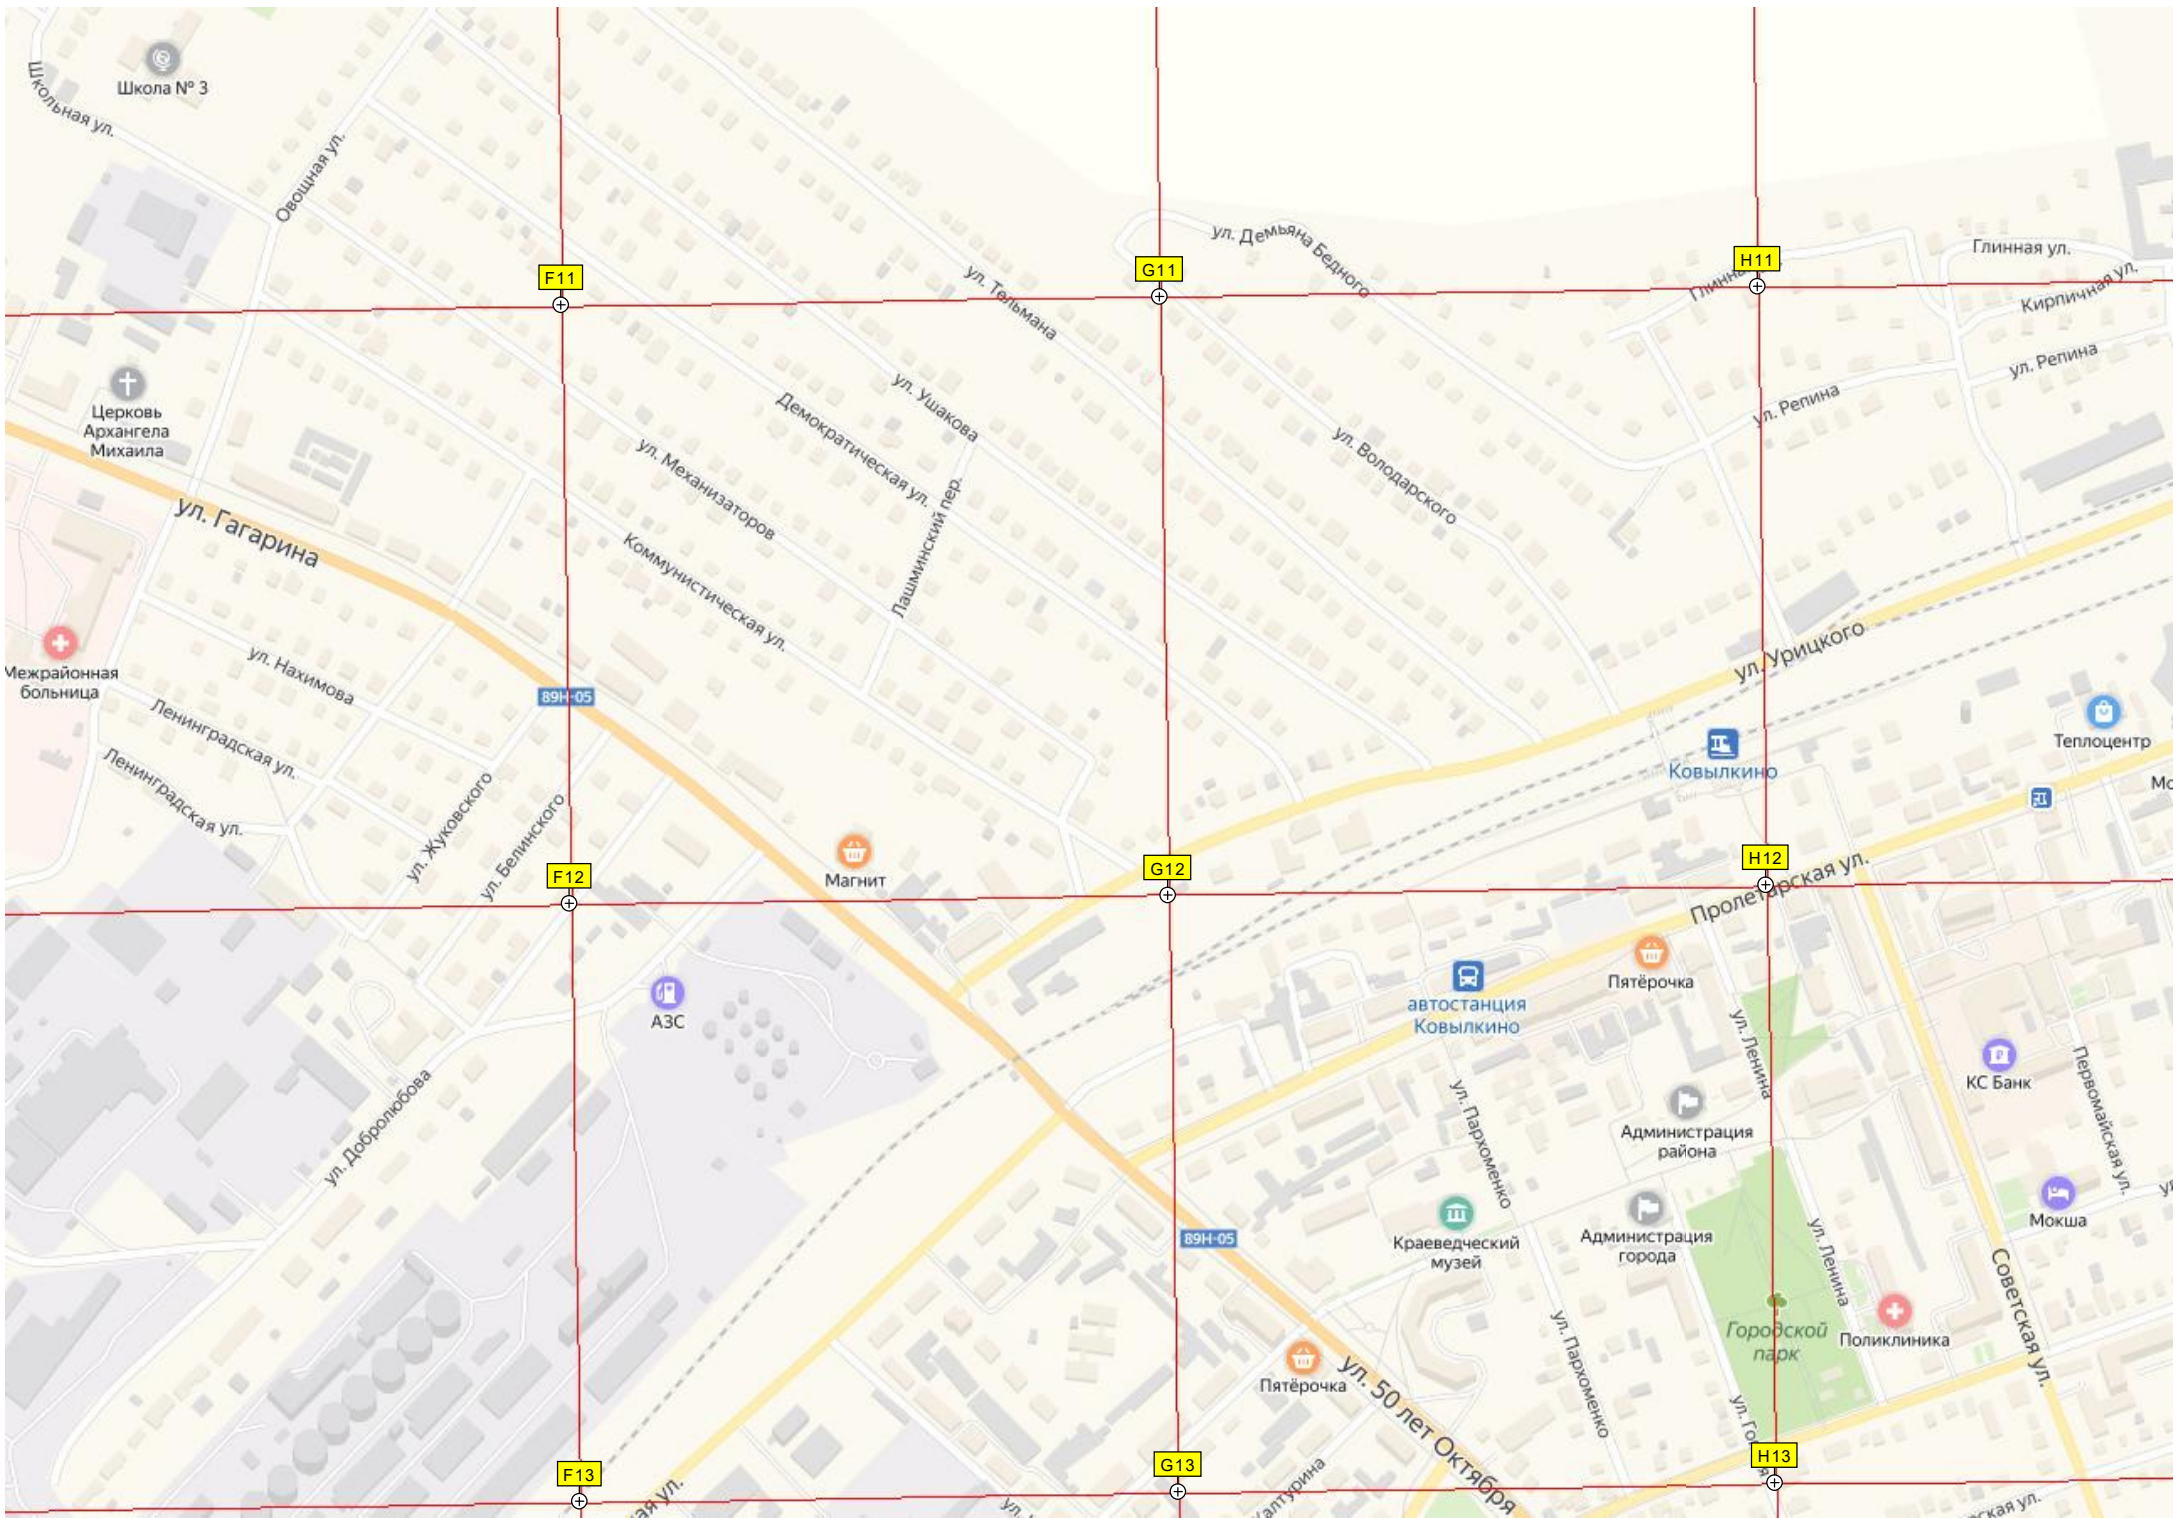 Школа № 3
Школьная ул.
Овощная ул.
ул. Демьяна Бедного
Глинная ул.
F11
G11
H11
ул. Тельмана
Кирпичная ул.
ул. Репина
Церковь
Архангела
Михаила
ул. Ушакова
Демократическая ул.
ул. Репина
ул. Гагарина
ул. Механизаторов
ул. Володарского
Лашминский пер.
Коммунистическая ул.
Межрайонная
больница
ул. Нахимова
ул. Урицкого
89Н-05
Ленинградская ул.
Ленинградская ул.
Ковылкино
Теплоцентр
ул. Жуковского
ул. Белинского
Магнит
F12
G12
H12
Пролетарская ул.
Пятёрочка
автостанция
Ковылкино
АЗС
ул. Ленина
КС Банк
Первомайская ул.
ул. Добролюбова
ул. Пархоменко
Администрация
района
Мокша
89Н-05
Краеведческий
музей
Администрация
города
ул. Ленина
Советская ул.
Городской
парк
Поликлиника
Пятёрочка
ул. 50 лет Октября
ул. Пархоменко
F13
G13
H13